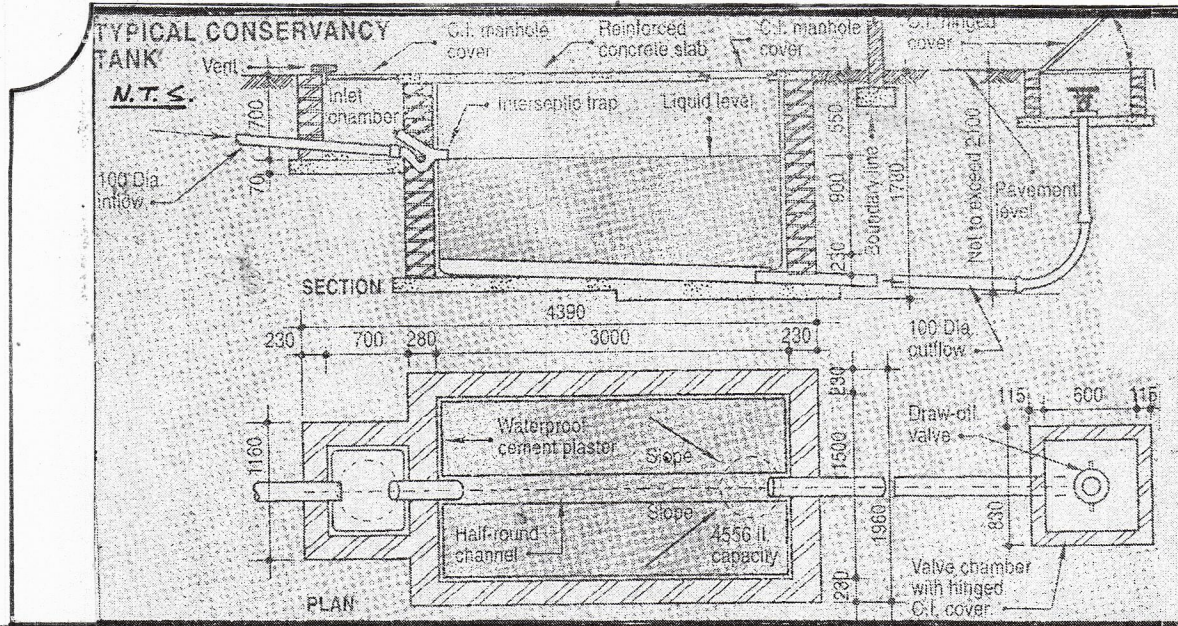 TYPICAL CONSERVANCY
TANK
N.T.S.
Vent
C.I. manhole
cover
Reinforced
concrete slab
C.I. manhole
cover
C.I. hinged
cover
Inlet
chamber
Interseptic trap
Liquid level
700
70
100 Dia.
inflow
550
900
230
Boundary line
1780
Not to exceed 2100
Pavement
level
SECTION
4390
230
700
280
3000
230
100 Dia.
outflow
1160
Waterproof
cement plaster
Slope
Slope
Half-round
channel
4556 lt.
capacity
230
1500
1960
230
Draw-off
valve
115
600
115
830
Valve chamber
with hinged
C.I. cover
PLAN